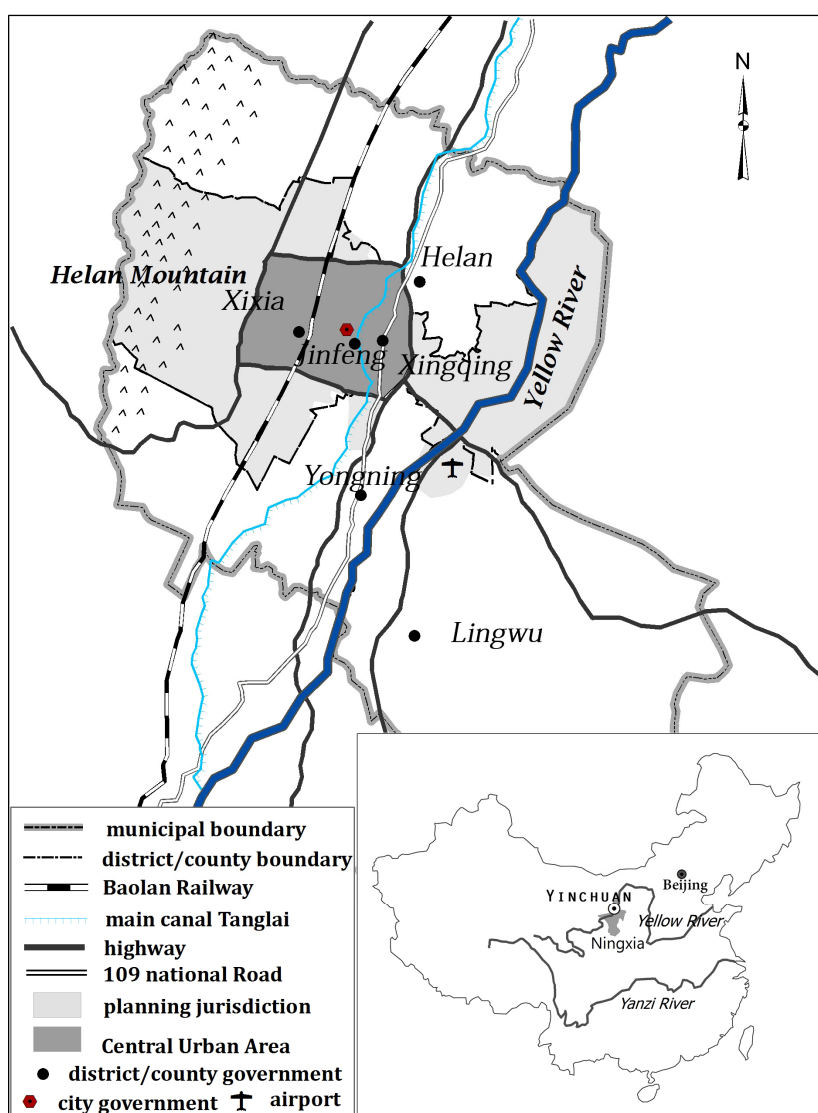 N
Helan
Helan Mountain
Xixia
Jinfeng
Xingqing
Yellow River
Yongning
Lingwu
municipal boundary
district/county boundary
Baolan Railway
main canal Tanglai
highway
109 national Road
planning jurisdiction
Central Urban Area
district/county government
city government
airport
Beijing
YINCHUAN
Yellow River
Ningxia
Yanzi River